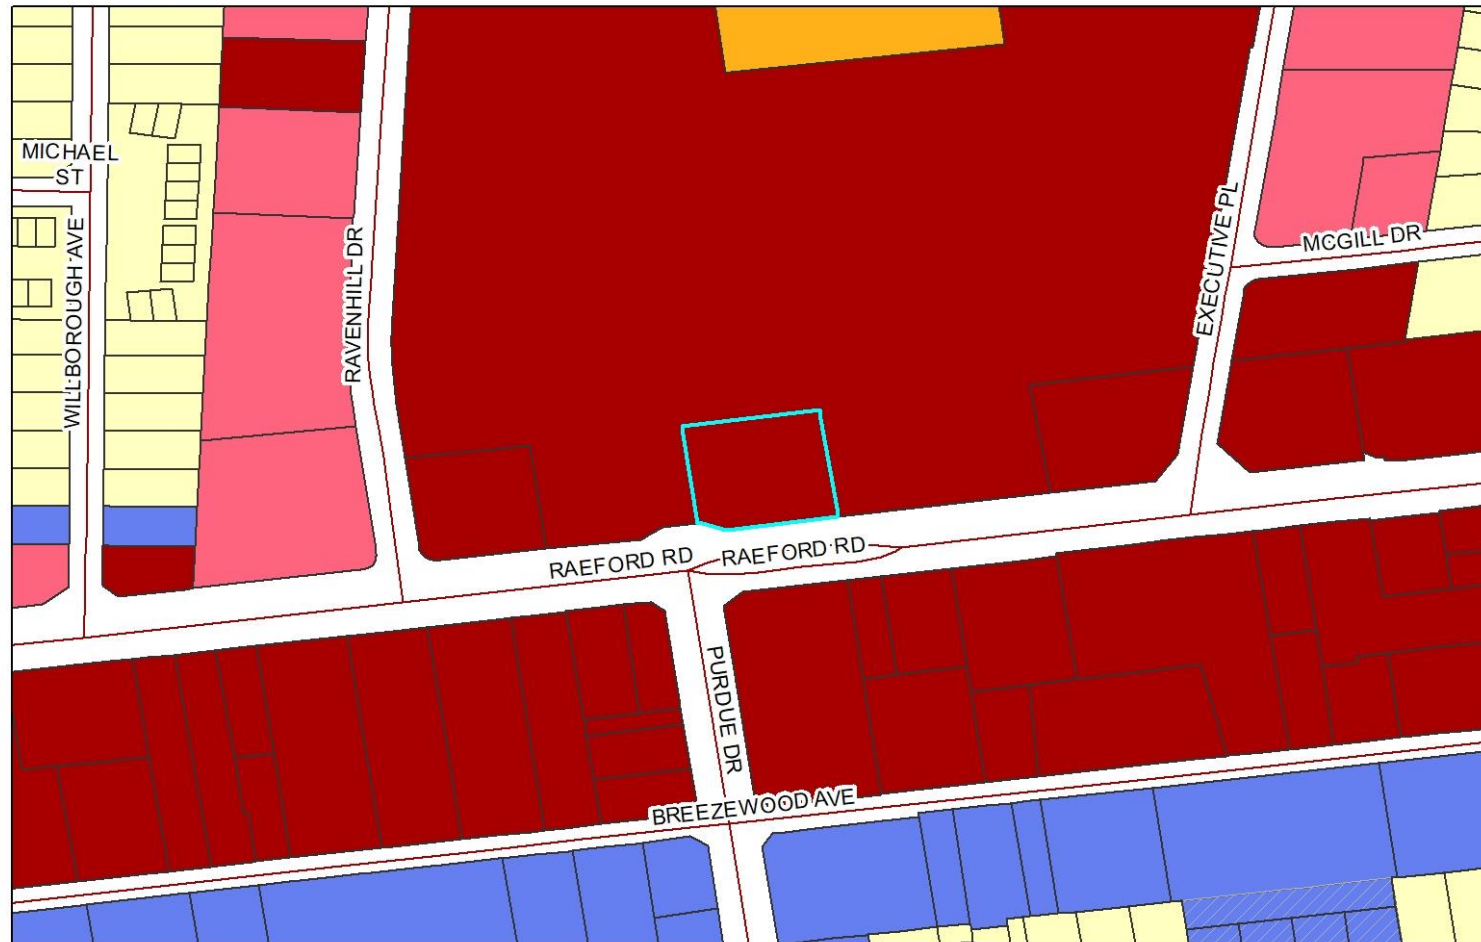 MICHAEL
ST
WILLBOROUGH AVE
RAVENHILL DR
EXECUTIVE PL
MCGILL DR
RAEFORD RD
RAEFORD RD
PURDUE DR
BREEZEWOOD AVE